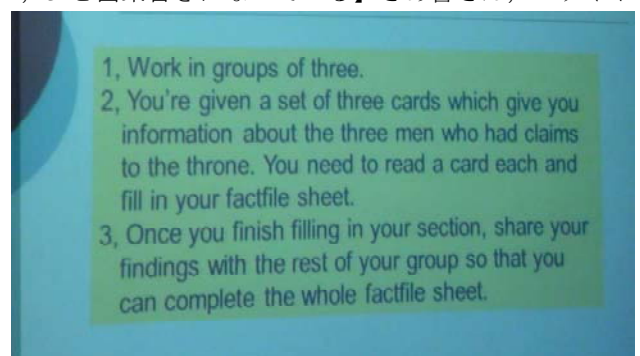 1, Work in groups of three.
2, You're given a set of three cards which give you
information about the three men who had claims
to the throne. You need to read a card each and
fill in your factfile sheet.
3, Once you finish filling in your section, share your
findings with the rest of your group so that you
can complete the whole factfile sheet.